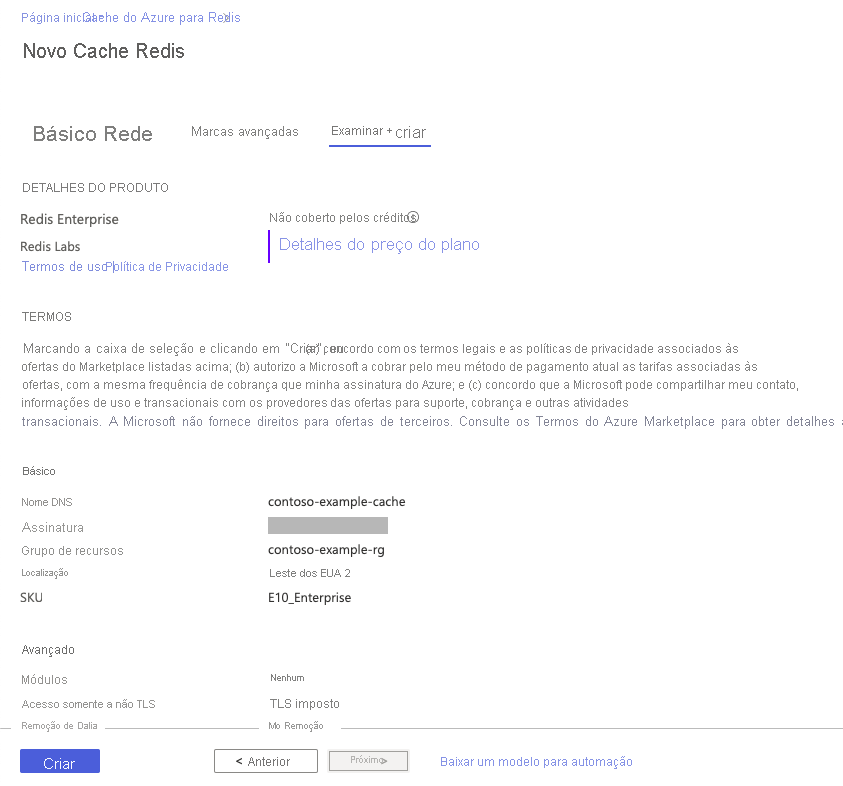 Página inicial > Cache do Azure para Redis >
Novo Cache Redis
Básico Rede Marcas avançadas Examinar + criar
DETALHES DO PRODUTO
Redis Enterprise Não coberto pelos créditos
Redis Labs Detalhes do preço do plano
Termos de uso | Política de Privacidade
TERMOS
Marcando a caixa de seleção e clicando em "Criar", eu (a) concordo com os termos legais e as políticas de privacidade associados às
ofertas do Marketplace listadas acima; (b) autorizo a Microsoft a cobrar pelo meu método de pagamento atual as tarifas associadas às
ofertas, com a mesma frequência de cobrança que minha assinatura do Azure; e (c) concordo que a Microsoft pode compartilhar meu contato,
informações de uso e transacionais com os provedores das ofertas para suporte, cobrança e outras atividades
transacionais. A Microsoft não fornece direitos para ofertas de terceiros. Consulte os Termos do Azure Marketplace para obter detalhes
Básico
Nome DNS contoso-example-cache
Assinatura
Grupo de recursos contoso-example-rg
Localização Leste dos EUA 2
SKU E10_Enterprise
Avançado
Módulos Nenhum
Acesso somente a não TLS TLS imposto
Remoção de Dalia Mo Remoção
Criar < Anterior Próximo > Baixar um modelo para automação